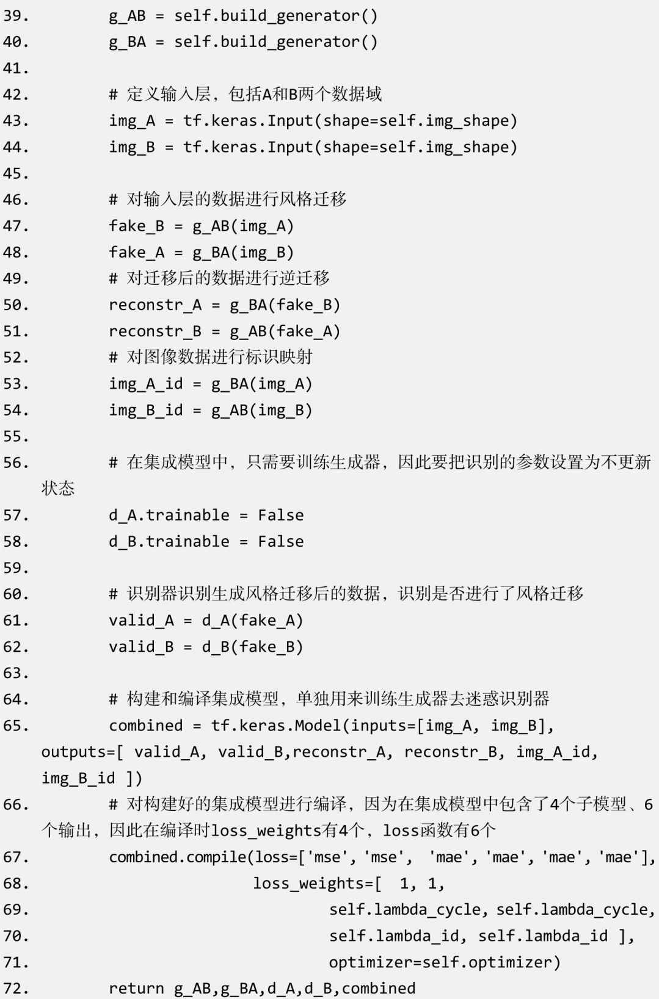 39.        g_AB = self.build_generator()
40.        g_BA = self.build_generator()
41.
42.        # 定义输入层，包括A和B两个数据域
43.        img_A = tf.keras.Input(shape=self.img_shape)
44.        img_B = tf.keras.Input(shape=self.img_shape)
45.
46.        # 对输入层的数据进行风格迁移
47.        fake_B = g_AB(img_A)
48.        fake_A = g_BA(img_B)
49.        # 对迁移后的数据进行逆迁移
50.        reconstr_A = g_BA(fake_B)
51.        reconstr_B = g_AB(fake_A)
52.        # 对图像数据进行标识映射
53.        img_A_id = g_BA(img_A)
54.        img_B_id = g_AB(img_B)
55.
56.        # 在集成模型中，只需要训练生成器，因此要把识别的参数设置为不更新
状态
57.        d_A.trainable = False
58.        d_B.trainable = False
59.
60.        # 识别器识别生成风格迁移后的数据，识别是否进行了风格迁移
61.        valid_A = d_A(fake_A)
62.        valid_B = d_B(fake_B)
63.
64.        # 构建和编译集成模型，单独用来训练生成器去迷惑识别器
65.        combined = tf.keras.Model(inputs=[img_A, img_B],
outputs=[ valid_A, valid_B,reconstr_A, reconstr_B, img_A_id,
img_B_id ])
66.        # 对构建好的集成模型进行编译，因为在集成模型中包含了4个子模型、6
个输出，因此在编译时loss_weights有4个，loss函数有6个
67.        combined.compile(loss=['mse', 'mse',  'mae', 'mae', 'mae', 'mae'],
68.                         loss_weights=[  1, 1,
69.                                 self.lambda_cycle, self.lambda_cycle,
70.                                 self.lambda_id, self.lambda_id ],
71.                                 optimizer=self.optimizer)
72.        return g_AB,g_BA,d_A,d_B,combined